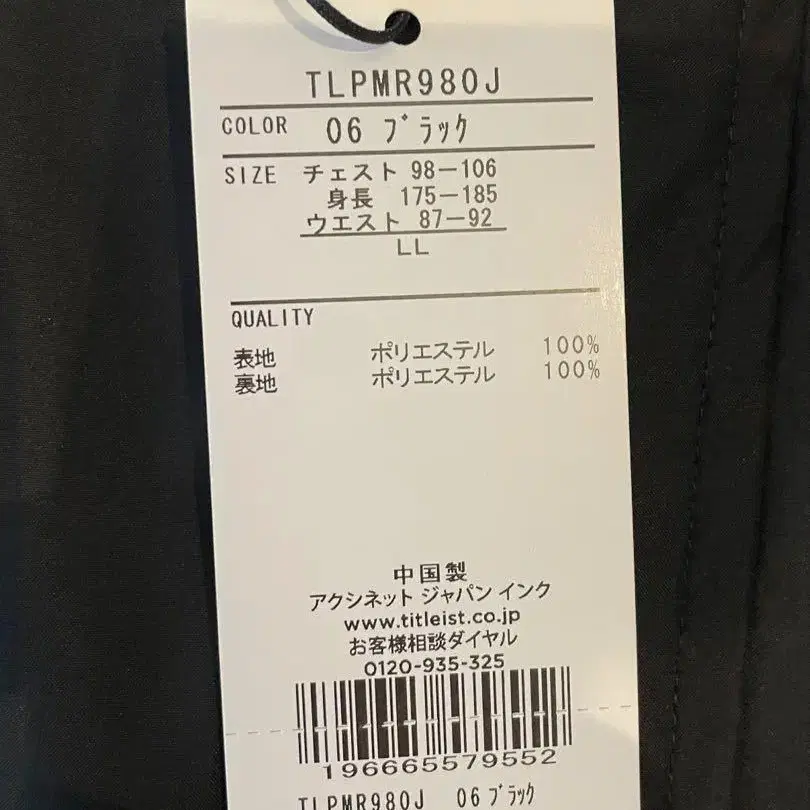 TLPMR980J
COLOR 06 ﾌﾞﾗｯｸ
SIZE チェスト 98－106
身長 175－185
ウエスト 87－92
LL
QUALITY
表地 ポリエステル 100%
裏地 ポリエステル 100%
中国製
アクシネット ジャパン インク
www.titleist.co.jp
お客様相談ダイヤル
0120-935-325
196665579552
TLPMR980J 06 ﾌﾞﾗｯｸ